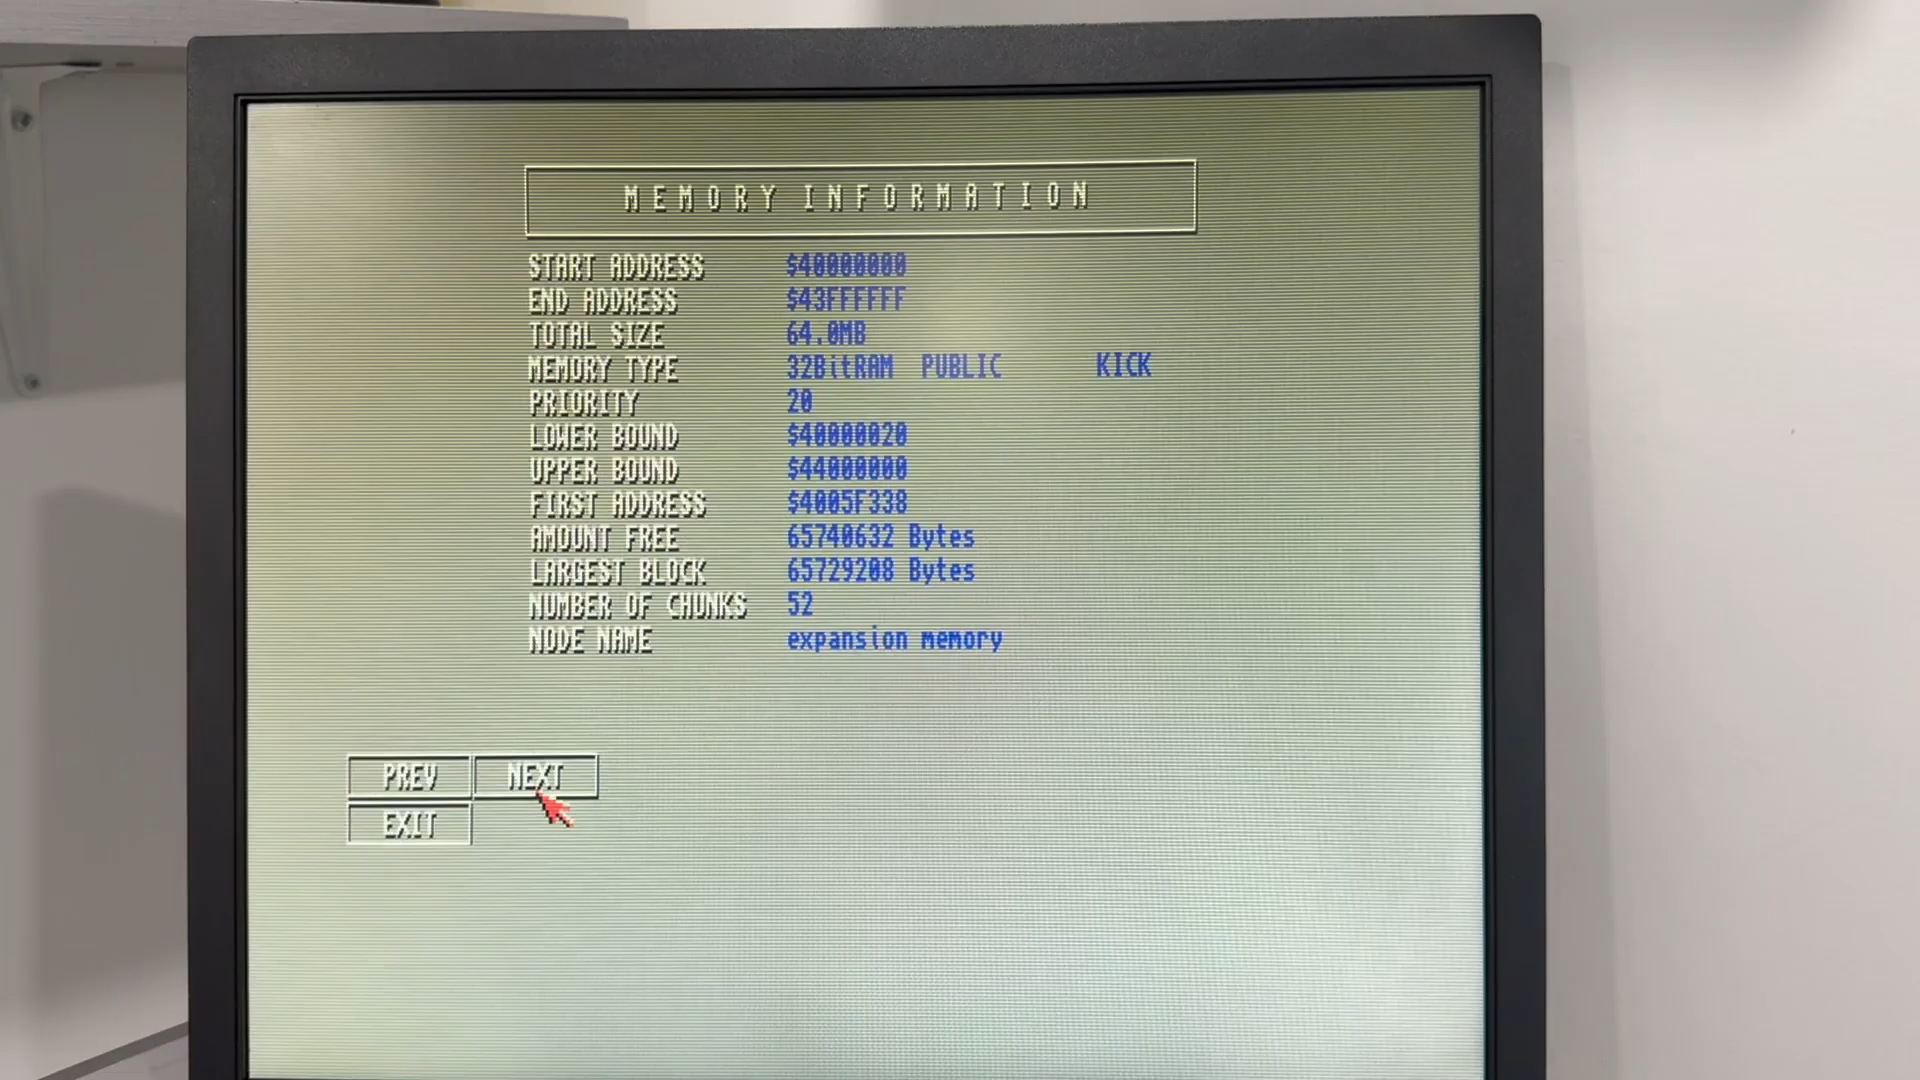 MEMORY INFORMATION
START ADDRESS $40000000
END ADDRESS $43FFFFFF
TOTAL SIZE 64.0MB
MEMORY TYPE 32BitRAM PUBLIC KICK
PRIORITY 20
LOWER BOUND $40000020
UPPER BOUND $44000000
FIRST ADDRESS $4005F338
AMOUNT FREE 65740632 Bytes
LARGEST BLOCK 65729208 Bytes
NUMBER OF CHUNKS 52
NODE NAME expansion memory
PREV NEXT
EXIT